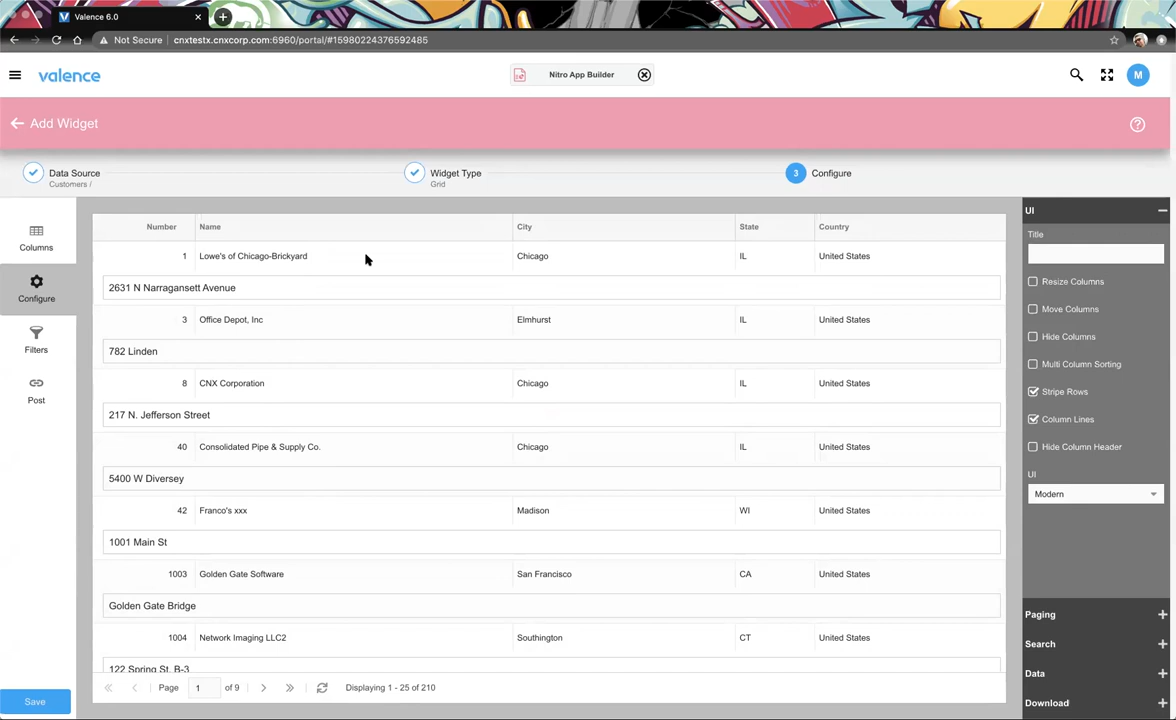 Valence 6.0
Not Secure cnxtestx.cnxcorp.com:6960/portal/#15980224376592485
valence
Nitro App Builder
M
Add Widget
Data Source
Customers /
Widget Type
Grid
3 Configure
Columns
Configure
Filters
Post
Save
Number Name City State Country
1 Lowe's of Chicago-Brickyard Chicago IL United States
2631 N Narragansett Avenue
3 Office Depot, Inc Elmhurst IL United States
782 Linden
8 CNX Corporation Chicago IL United States
217 N. Jefferson Street
40 Consolidated Pipe & Supply Co. Chicago IL United States
5400 W Diversey
42 Franco's xxx Madison WI United States
1001 Main St
1003 Golden Gate Software San Francisco CA United States
Golden Gate Bridge
1004 Network Imaging LLC2 Southington CT United States
122 Spring St. B-3
Page 1 of 9 Displaying 1 - 25 of 210
UI
Title
Resize Columns
Move Columns
Hide Columns
Multi Column Sorting
Stripe Rows
Column Lines
Hide Column Header
UI
Modern
Paging
Search
Data
Download